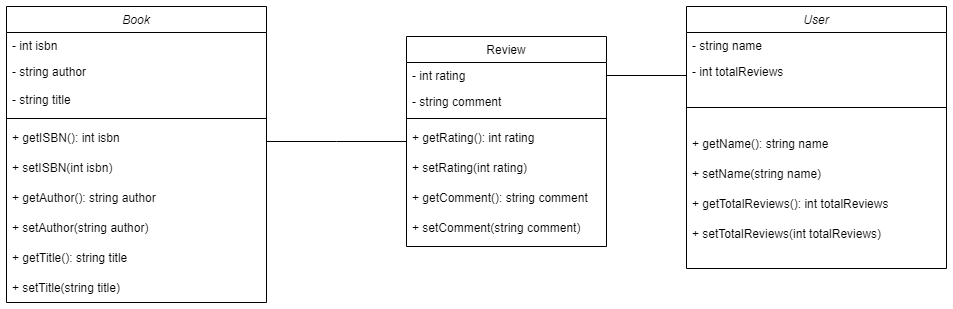 Book
- int isbn
- string author
- string title
+ getISBN(): int isbn
+ setISBN(int isbn)
+ getAuthor(): string author
+ setAuthor(string author)
+ getTitle(): string title
+ setTitle(string title)
Review
- int rating
- string comment
+ getRating(): int rating
+ setRating(int rating)
+ getComment(): string comment
+ setComment(string comment)
User
- string name
- int totalReviews
+ getName(): string name
+ setName(string name)
+ getTotalReviews(): int totalReviews
+ setTotalReviews(int totalReviews)